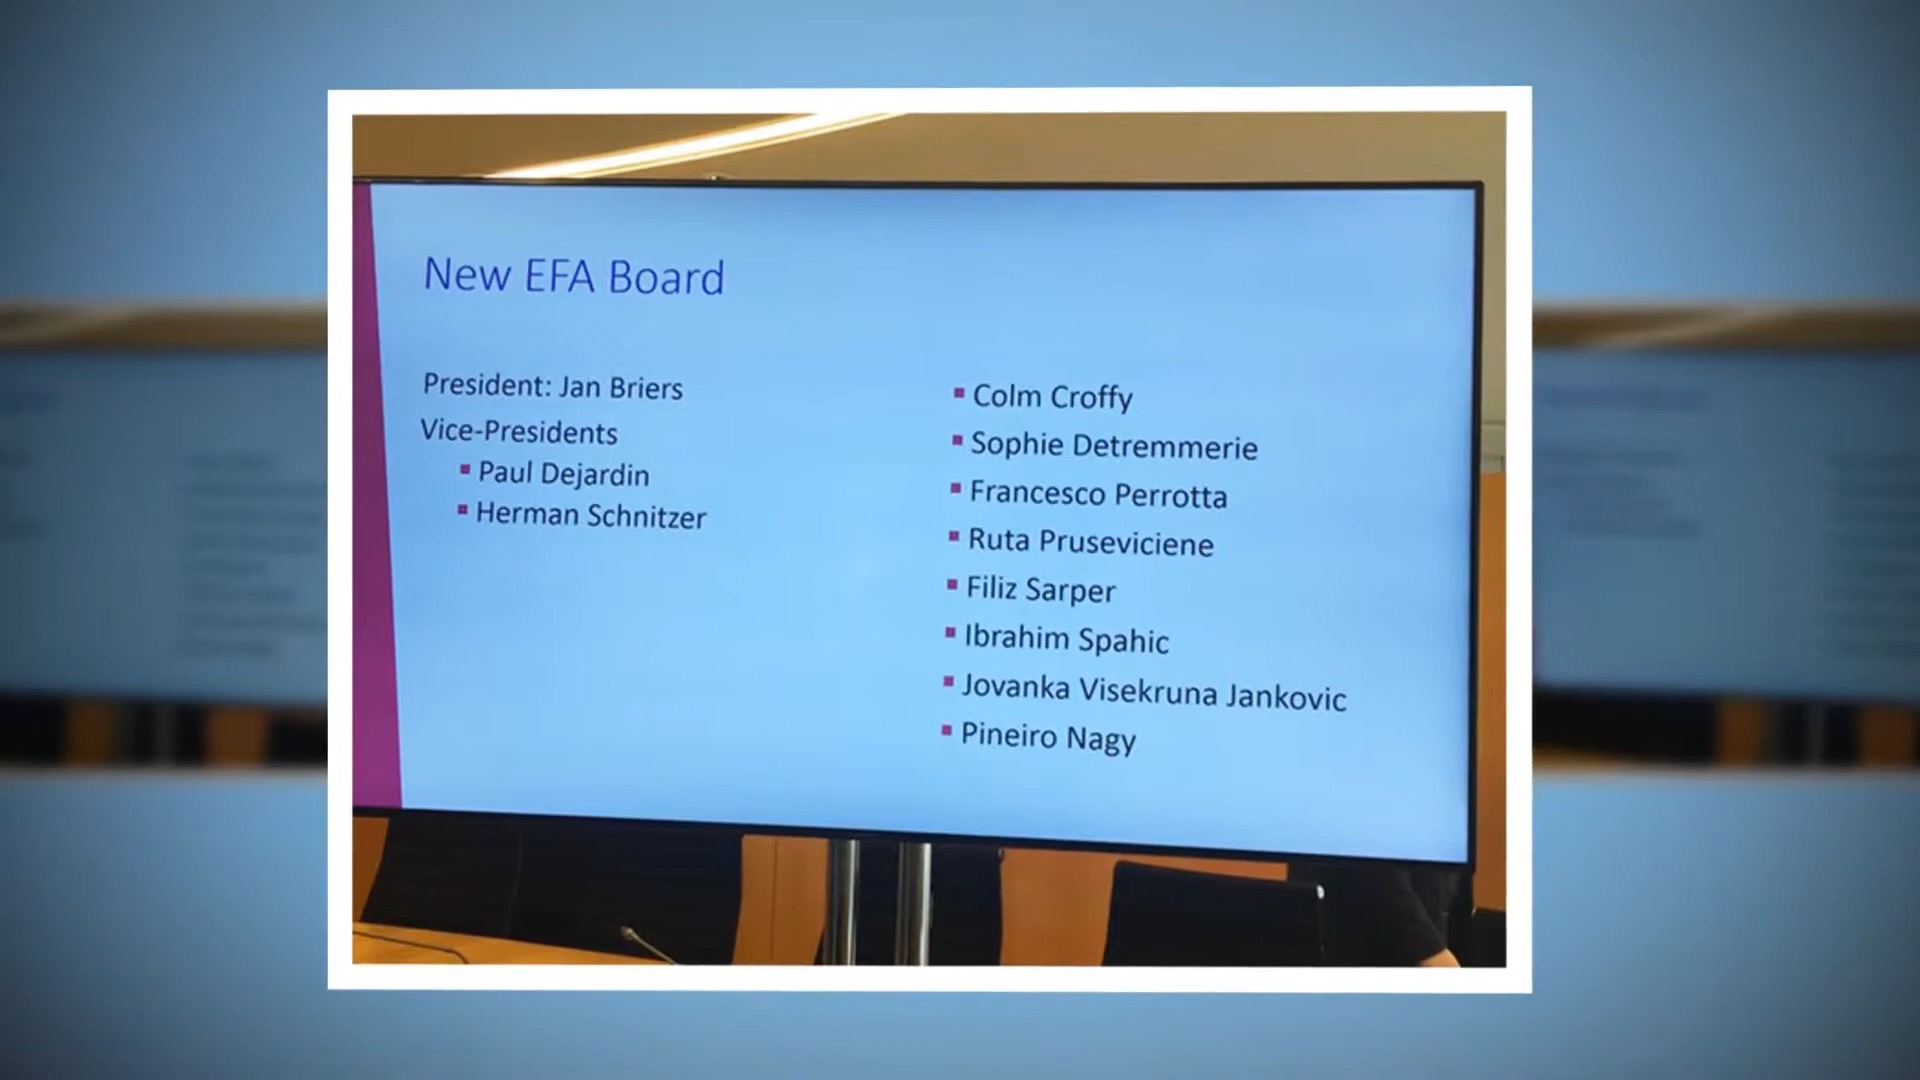 New EFA Board
President: Jan Briers
Vice-Presidents
▪ Paul Dejardin
▪ Herman Schnitzer
▪ Colm Croffy
▪ Sophie Detremmerie
▪ Francesco Perrotta
▪ Ruta Pruseviciene
▪ Filiz Sarper
▪ Ibrahim Spahic
▪ Jovanka Visekruna Jankovic
▪ Pineiro Nagy